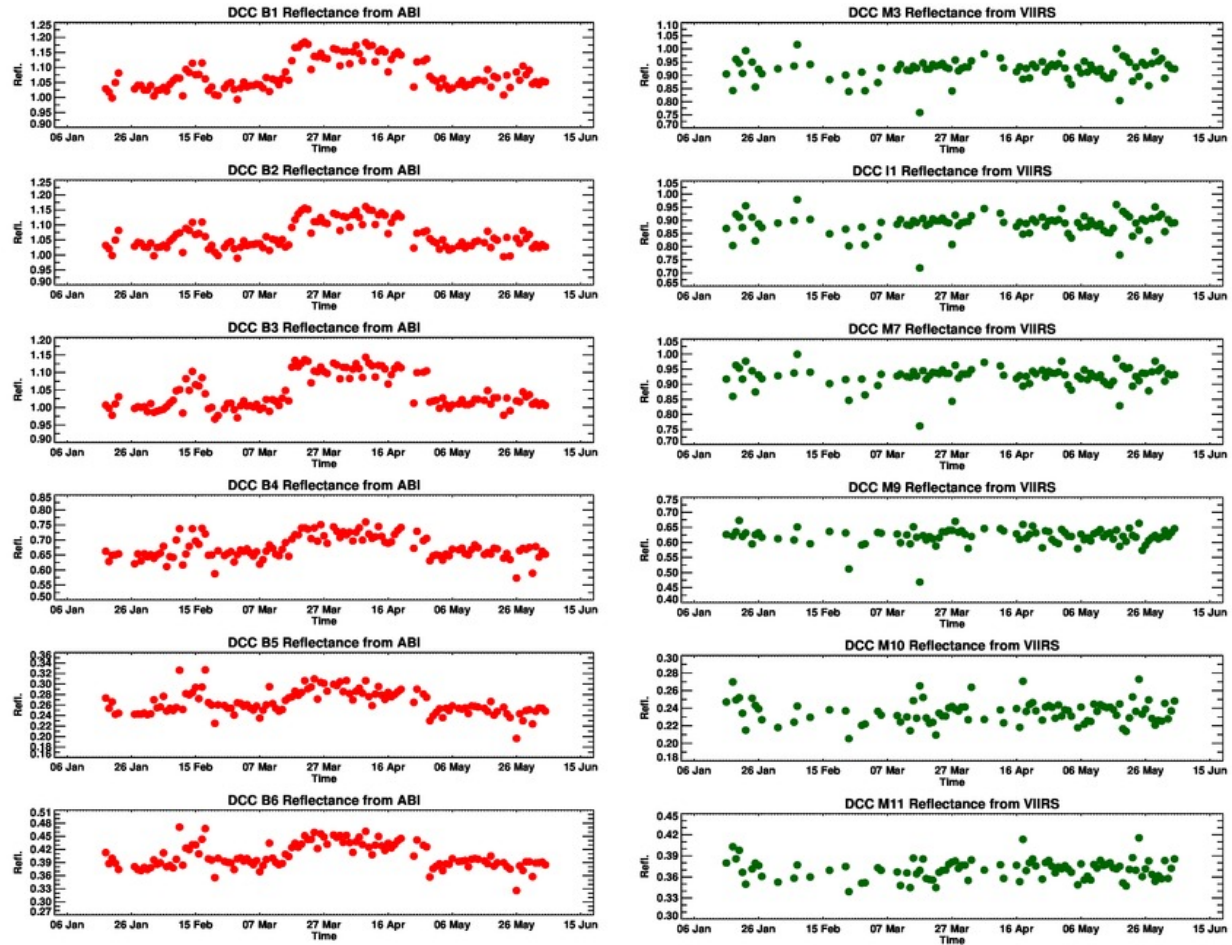 DCC B1 Reflectance from ABI
Refl.
1.25
1.20
1.15
1.10
1.05
1.00
0.95
0.90
06 Jan 26 Jan 15 Feb 07 Mar 27 Mar 16 Apr 06 May 26 May 15 Jun
Time
DCC M3 Reflectance from VIIRS
Refl.
1.10
1.05
1.00
0.95
0.90
0.85
0.80
0.75
0.70
06 Jan 26 Jan 15 Feb 07 Mar 27 Mar 16 Apr 06 May 26 May 15 Jun
Time
DCC B2 Reflectance from ABI
Refl.
1.25
1.20
1.15
1.10
1.05
1.00
0.95
0.90
06 Jan 26 Jan 15 Feb 07 Mar 27 Mar 16 Apr 06 May 26 May 15 Jun
Time
DCC I1 Reflectance from VIIRS
Refl.
1.05
1.00
0.95
0.90
0.85
0.80
0.75
0.70
0.65
06 Jan 26 Jan 15 Feb 07 Mar 27 Mar 16 Apr 06 May 26 May 15 Jun
Time
DCC B3 Reflectance from ABI
Refl.
1.20
1.15
1.10
1.05
1.00
0.95
0.90
06 Jan 26 Jan 15 Feb 07 Mar 27 Mar 16 Apr 06 May 26 May 15 Jun
Time
DCC M7 Reflectance from VIIRS
Refl.
1.05
1.00
0.95
0.90
0.85
0.80
0.75
0.70
06 Jan 26 Jan 15 Feb 07 Mar 27 Mar 16 Apr 06 May 26 May 15 Jun
Time
DCC B4 Reflectance from ABI
Refl.
0.85
0.80
0.75
0.70
0.65
0.60
0.55
0.50
06 Jan 26 Jan 15 Feb 07 Mar 27 Mar 16 Apr 06 May 26 May 15 Jun
Time
DCC M9 Reflectance from VIIRS
Refl.
0.75
0.70
0.65
0.60
0.55
0.50
0.45
0.40
06 Jan 26 Jan 15 Feb 07 Mar 27 Mar 16 Apr 06 May 26 May 15 Jun
Time
DCC B5 Reflectance from ABI
Refl.
0.36
0.34
0.32
0.28
0.24
0.20
0.18
0.16
06 Jan 26 Jan 15 Feb 07 Mar 27 Mar 16 Apr 06 May 26 May 15 Jun
Time
DCC M10 Reflectance from VIIRS
Refl.
0.30
0.26
0.22
0.20
0.18
06 Jan 26 Jan 15 Feb 07 Mar 27 Mar 16 Apr 06 May 26 May 15 Jun
Time
DCC B6 Reflectance from ABI
Refl.
0.51
0.48
0.45
0.42
0.39
0.36
0.33
0.30
0.27
06 Jan 26 Jan 15 Feb 07 Mar 27 Mar 16 Apr 06 May 26 May 15 Jun
Time
DCC M11 Reflectance from VIIRS
Refl.
0.45
0.42
0.39
0.36
0.33
0.30
06 Jan 26 Jan 15 Feb 07 Mar 27 Mar 16 Apr 06 May 26 May 15 Jun
Time